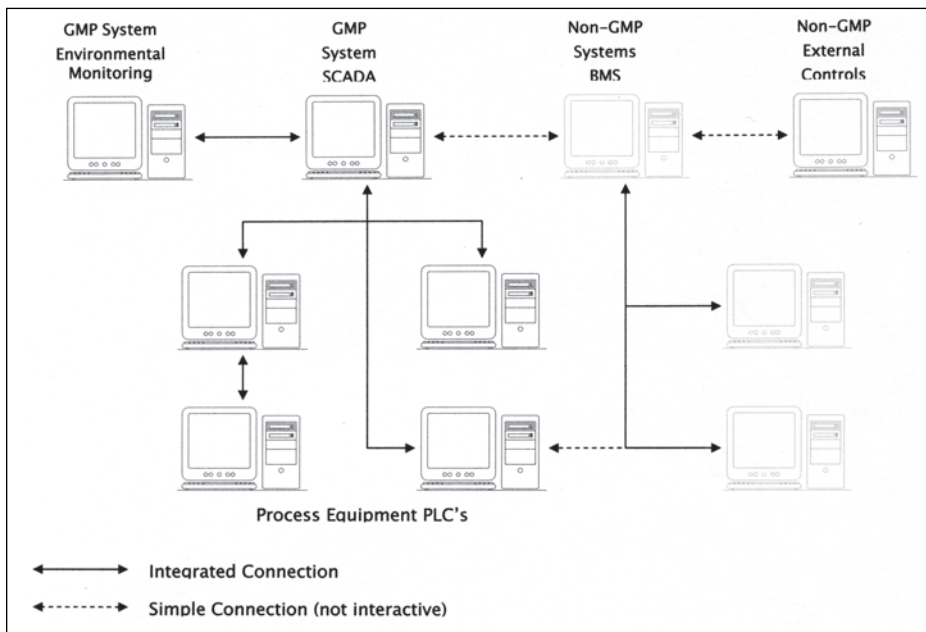 GMP System
Environmental
Monitoring
GMP
System
SCADA
Non-GMP
Systems
BMS
Non-GMP
External
Controls
Process Equipment PLC's
Integrated Connection
Simple Connection (not interactive)